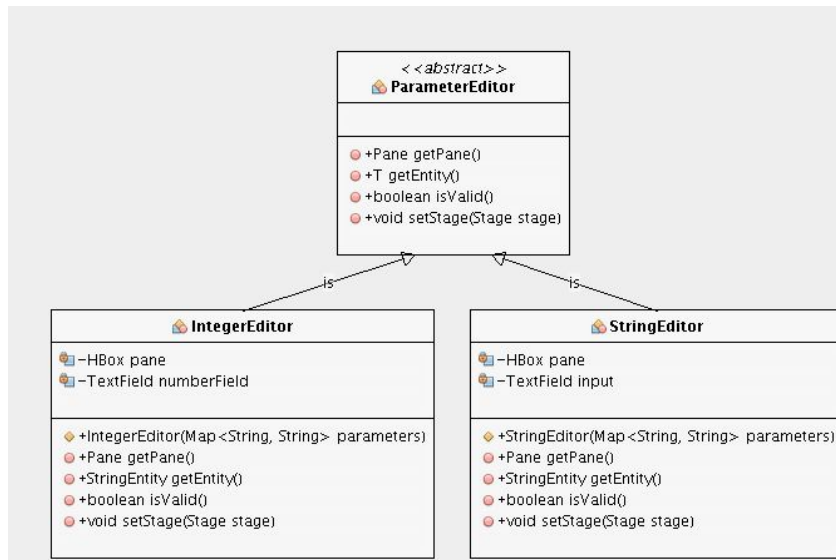 < <abstract>>
ParameterEditor
+Pane getPane()
+T getEntity()
+boolean isValid()
+void setStage(Stage stage)
is
is
IntegerEditor
-HBox pane
-TextField numberField
+IntegerEditor(Map<String, String> parameters)
+Pane getPane()
+StringEntity getEntity()
+boolean isValid()
+void setStage(Stage stage)
StringEditor
-HBox pane
-TextField input
+StringEditor(Map<String, String> parameters)
+Pane getPane()
+StringEntity getEntity()
+boolean isValid()
+void setStage(Stage stage)